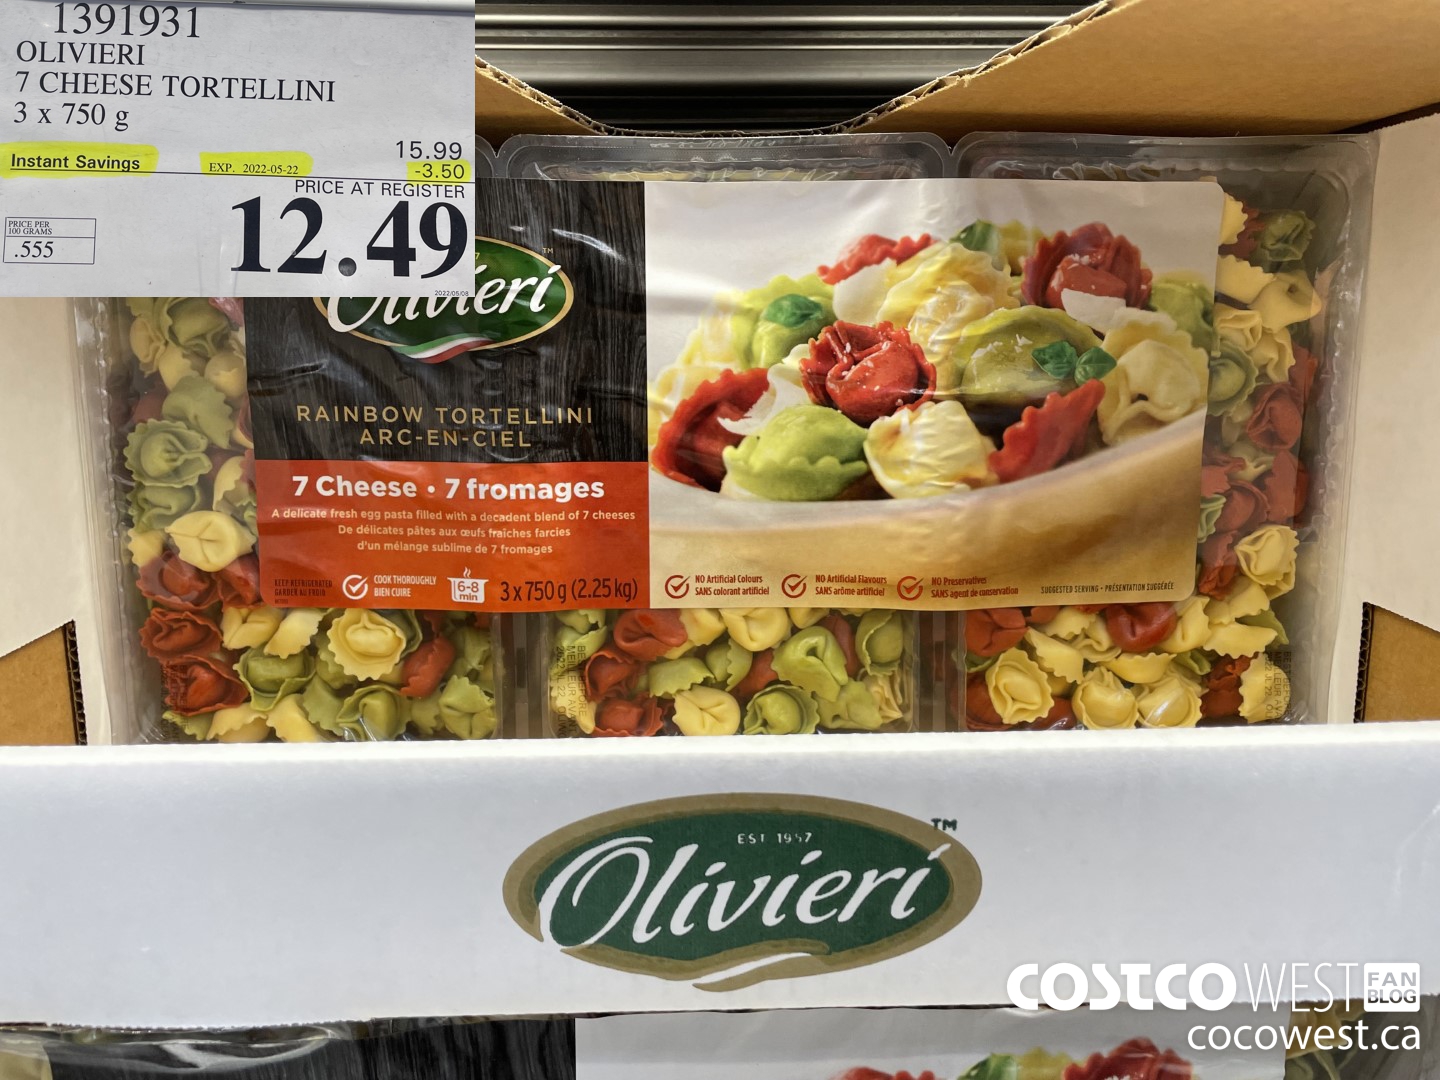 1391931
OLIVIERI
7 CHEESE TORTELLINI
3 x 750 g
15.99
Instant Savings EXP. 2022-05-22 -3.50
PRICE AT REGISTER
12.49
PRICE PER
100 GRAMS
.555
2022/05/08
Olivieri
TM
RAINBOW TORTELLINI
ARC-EN-CIEL
7 Cheese • 7 fromages
A delicate fresh egg pasta filled with a decadent blend of 7 cheeses
De délicates pâtes aux œufs fraîches farcies
d'un mélange sublime de 7 fromages
KEEP REFRIGERATED
GARDER AU FROID
COOK THOROUGHLY
BIEN CUIRE
6-8
min
3 x 750 g (2.25 kg)
NO Artificial Colours
SANS colorant artificiel
NO Artificial Flavours
SANS arôme artificiel
NO Preservatives
SANS agent de conservation
SUGGESTED SERVING • PRÉSENTATION SUGGÉRÉE
EST 1957
Olivieri
TM
COSTCO WEST FAN BLOG
cocowest.ca